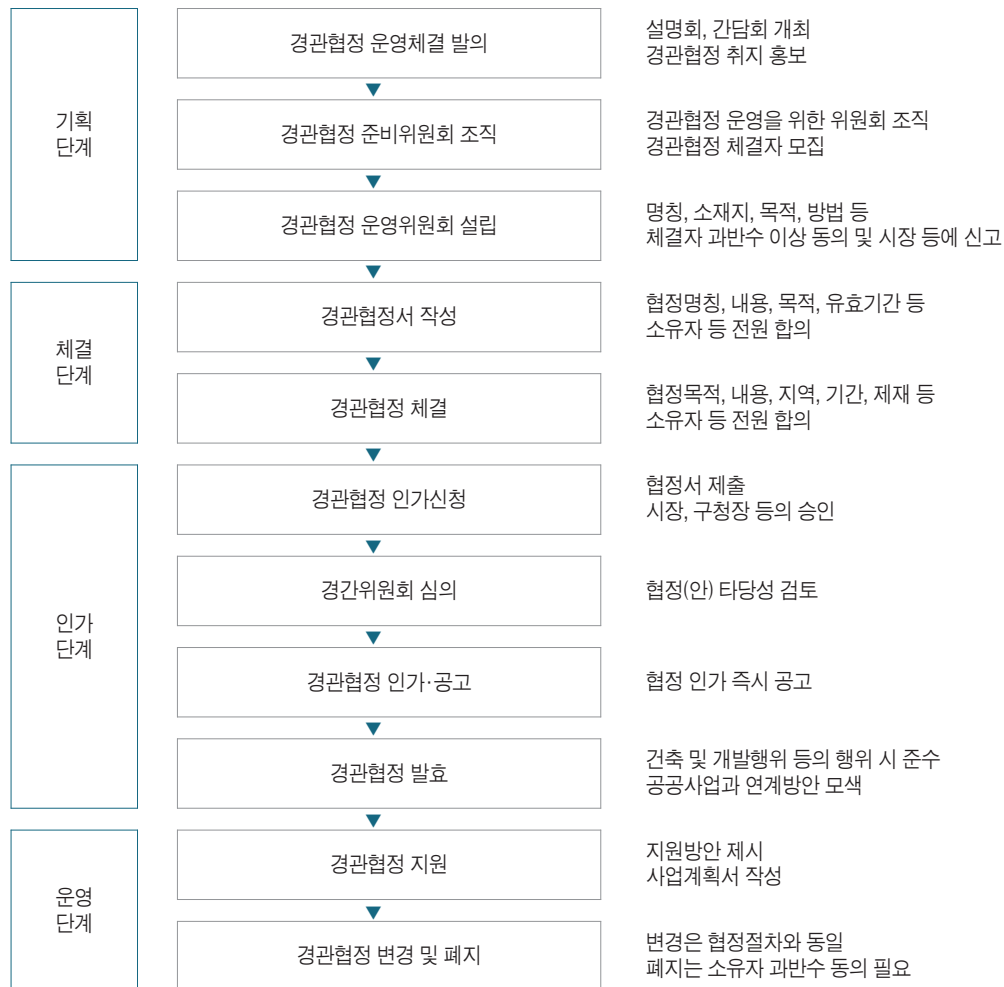 기획
단계
경관협정 운영체결 발의
설명회, 간담회 개최
경관협정 취지 홍보
경관협정 준비위원회 조직
경관협정 운영을 위한 위원회 조직
경관협정 체결자 모집
경관협정 운영위원회 설립
명칭, 소재지, 목적, 방법 등
체결자 과반수 이상 동의 및 시장 등에 신고
체결
단계
경관협정서 작성
협정명칭, 내용, 목적, 유효기간 등
소유자 등 전원 합의
경관협정 체결
협정목적, 내용, 지역, 기간, 제재 등
소유자 등 전원 합의
인가
단계
경관협정 인가신청
협정서 제출
시장, 구청장 등의 승인
경간위원회 심의
협정(안) 타당성 검토
경관협정 인가·공고
협정 인가 즉시 공고
경관협정 발효
건축 및 개발행위 등의 행위 시 준수
공공사업과 연계방안 모색
운영
단계
경관협정 지원
지원방안 제시
사업계획서 작성
경관협정 변경 및 폐지
변경은 협정절차와 동일
폐지는 소유자 과반수 동의 필요